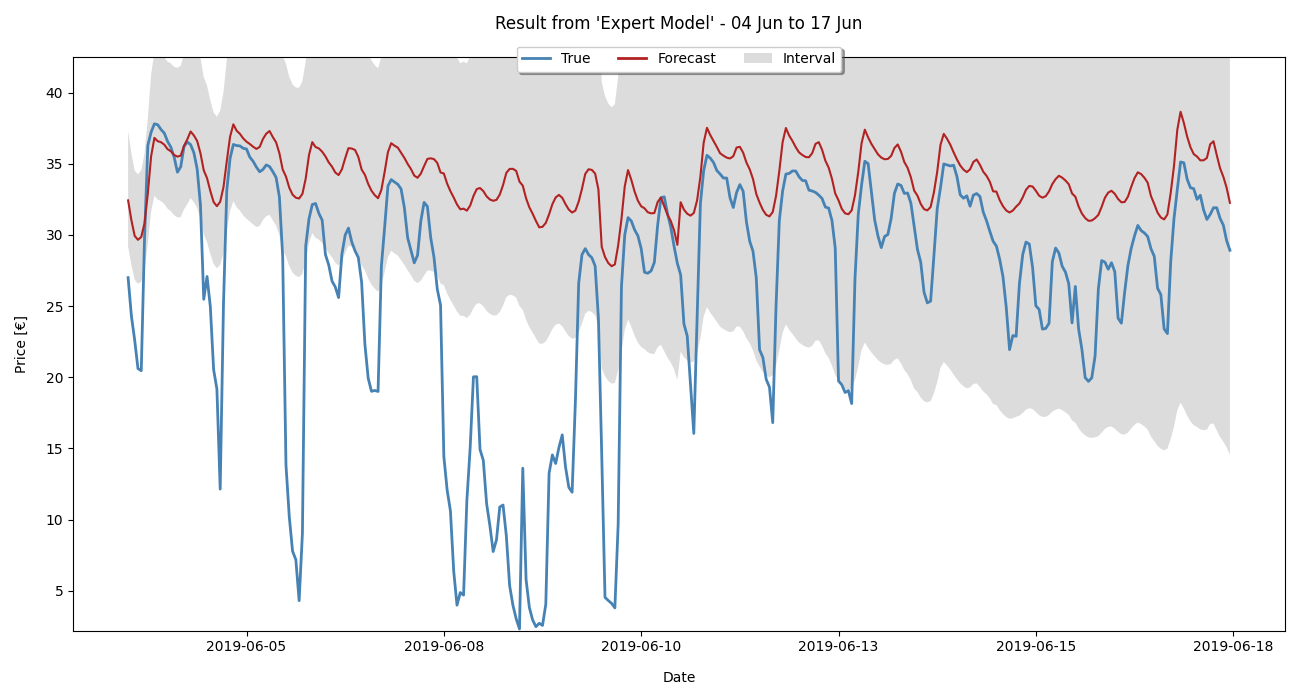 Result from 'Expert Model' - 04 Jun to 17 Jun
True Forecast Interval
Price [€]
40
35
30
25
20
15
10
5
2019-06-05 2019-06-08 2019-06-10 2019-06-13 2019-06-15 2019-06-18
Date